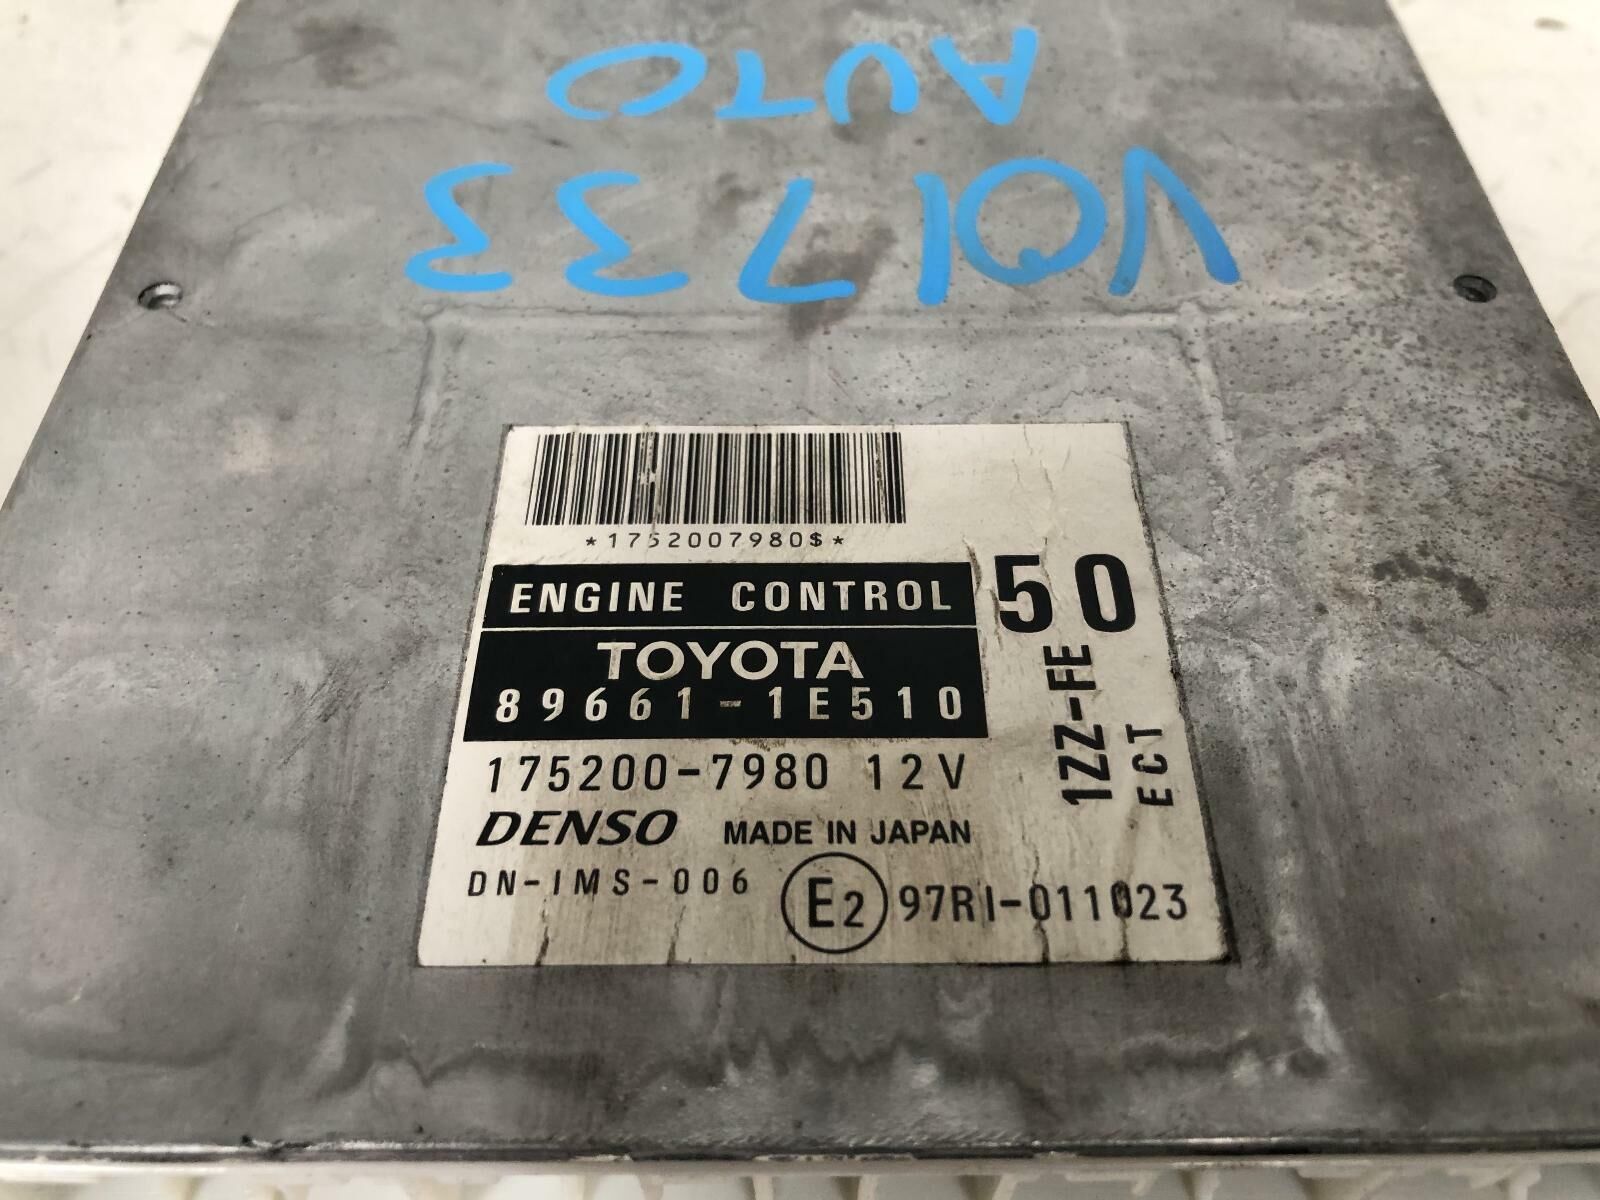 VO1733
AUTO
*1752007980$*
ENGINE CONTROL
TOYOTA
89661-1E510
50
1ZZ-FE
ECT
175200-7980 12V
DENSO MADE IN JAPAN
DN-IMS-006
E2 97RI-011023